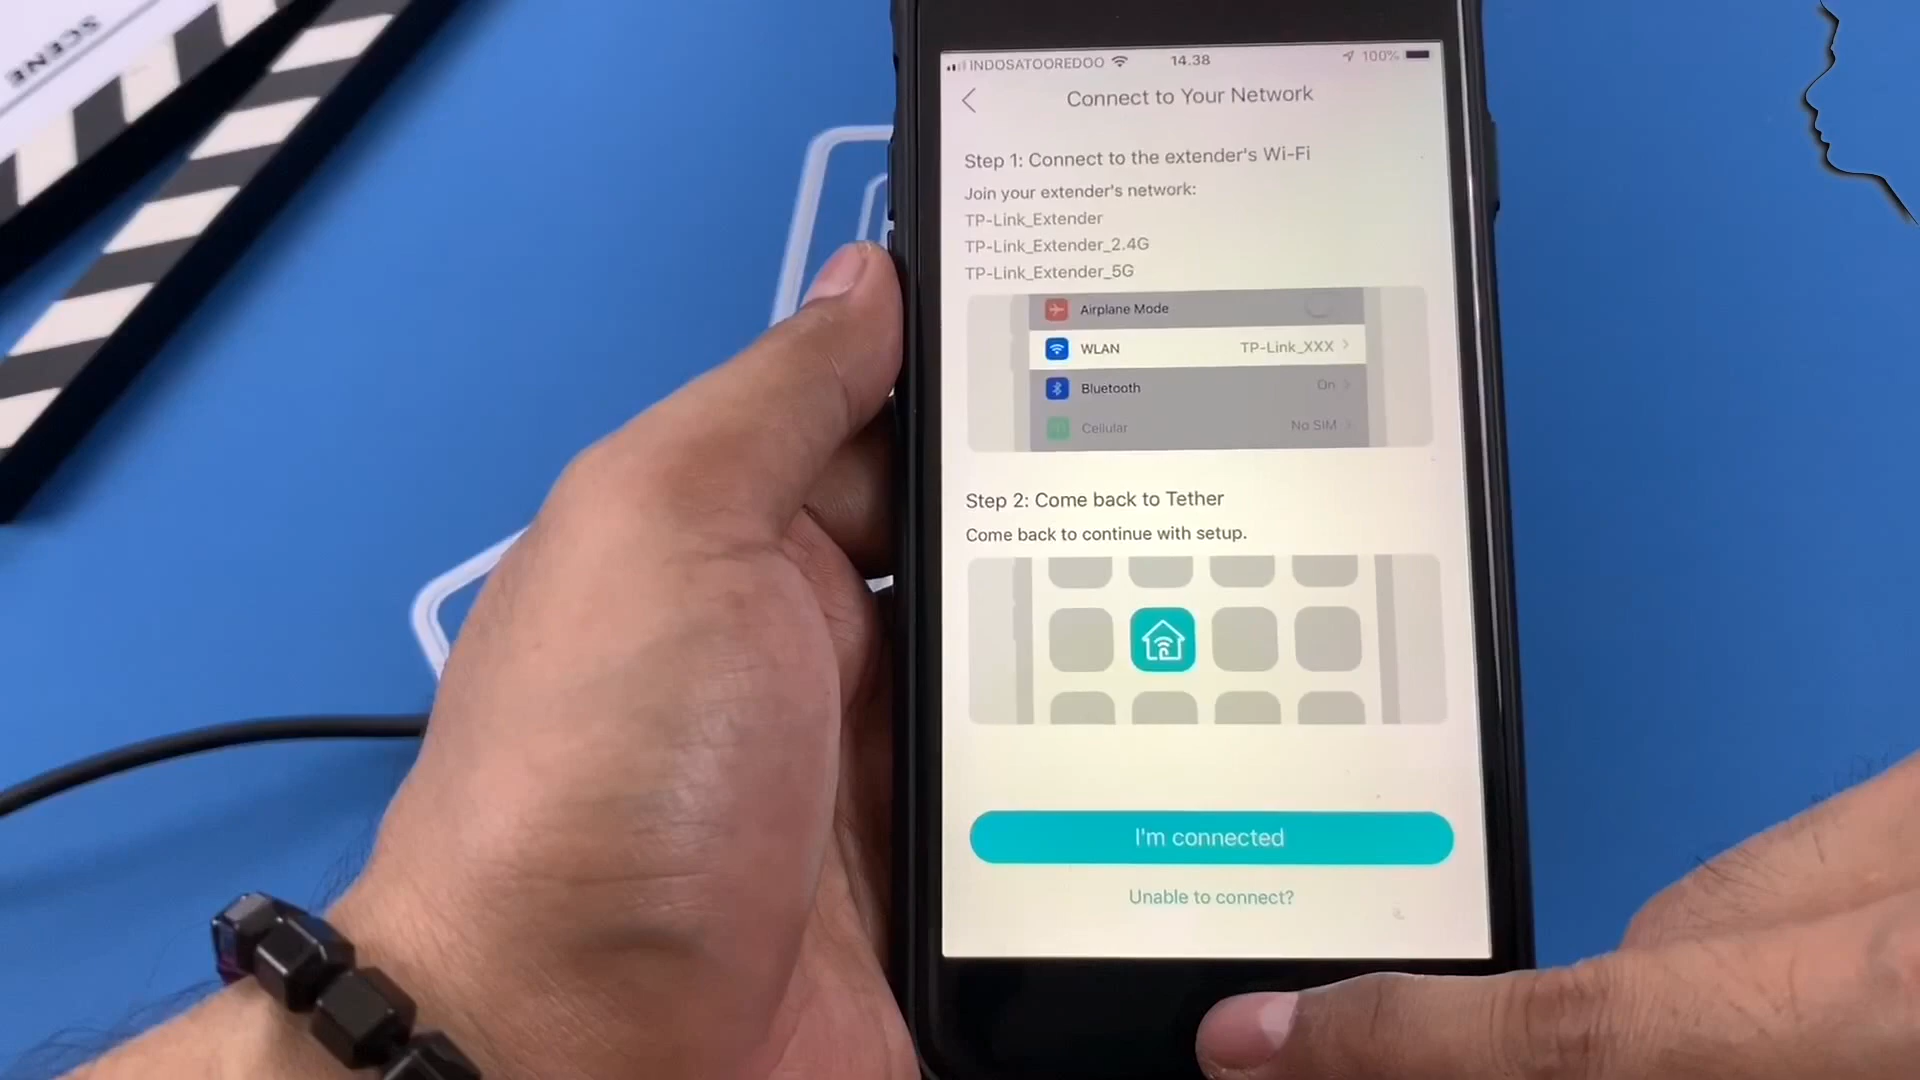 SCENE
INDOSATOOREDOO 14.38 100%
Connect to Your Network
Step 1: Connect to the extender's Wi-Fi
Join your extender's network:
TP-Link_Extender
TP-Link_Extender_2.4G
TP-Link_Extender_5G
Airplane Mode
WLAN TP-Link_XXX
Bluetooth On
Cellular No SIM
Step 2: Come back to Tether
Come back to continue with setup.
I'm connected
Unable to connect?